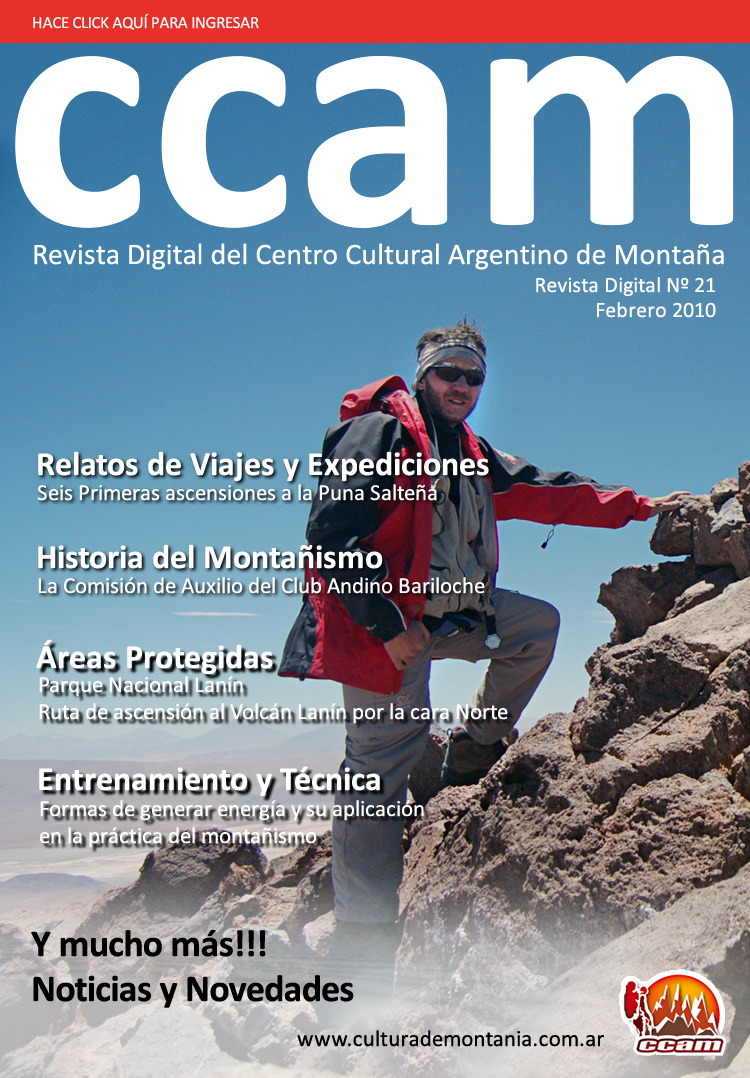 HACE CLICK AQUÍ PARA INGRESAR
ccam
Revista Digital del Centro Cultural Argentino de Montaña
Revista Digital Nº 21
Febrero 2010
Relatos de Viajes y Expediciones
Seis Primeras ascensiones a la Puna Salteña
Historia del Montañismo
La Comisión de Auxilio del Club Andino Bariloche
Áreas Protegidas
Parque Nacional Lanín
Ruta de ascensión al Volcán Lanín por la cara Norte
Entrenamiento y Técnica
Formas de generar energía y su aplicación
en la práctica del montañismo
Y mucho más!!!
Noticias y Novedades
www.culturademontania.com.ar
ccam